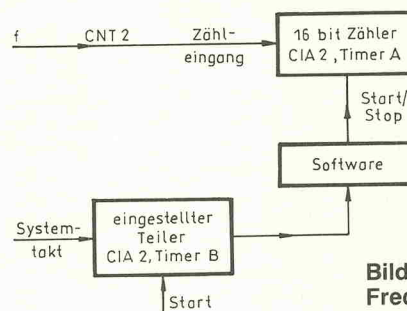 f
CNT 2
Zähl-
eingang
16 bit Zähler
CIA 2, Timer A
Start/
Stop
Software
System-
takt
eingestellter
Teiler
CIA 2, Timer B
Start
Bild
Freq